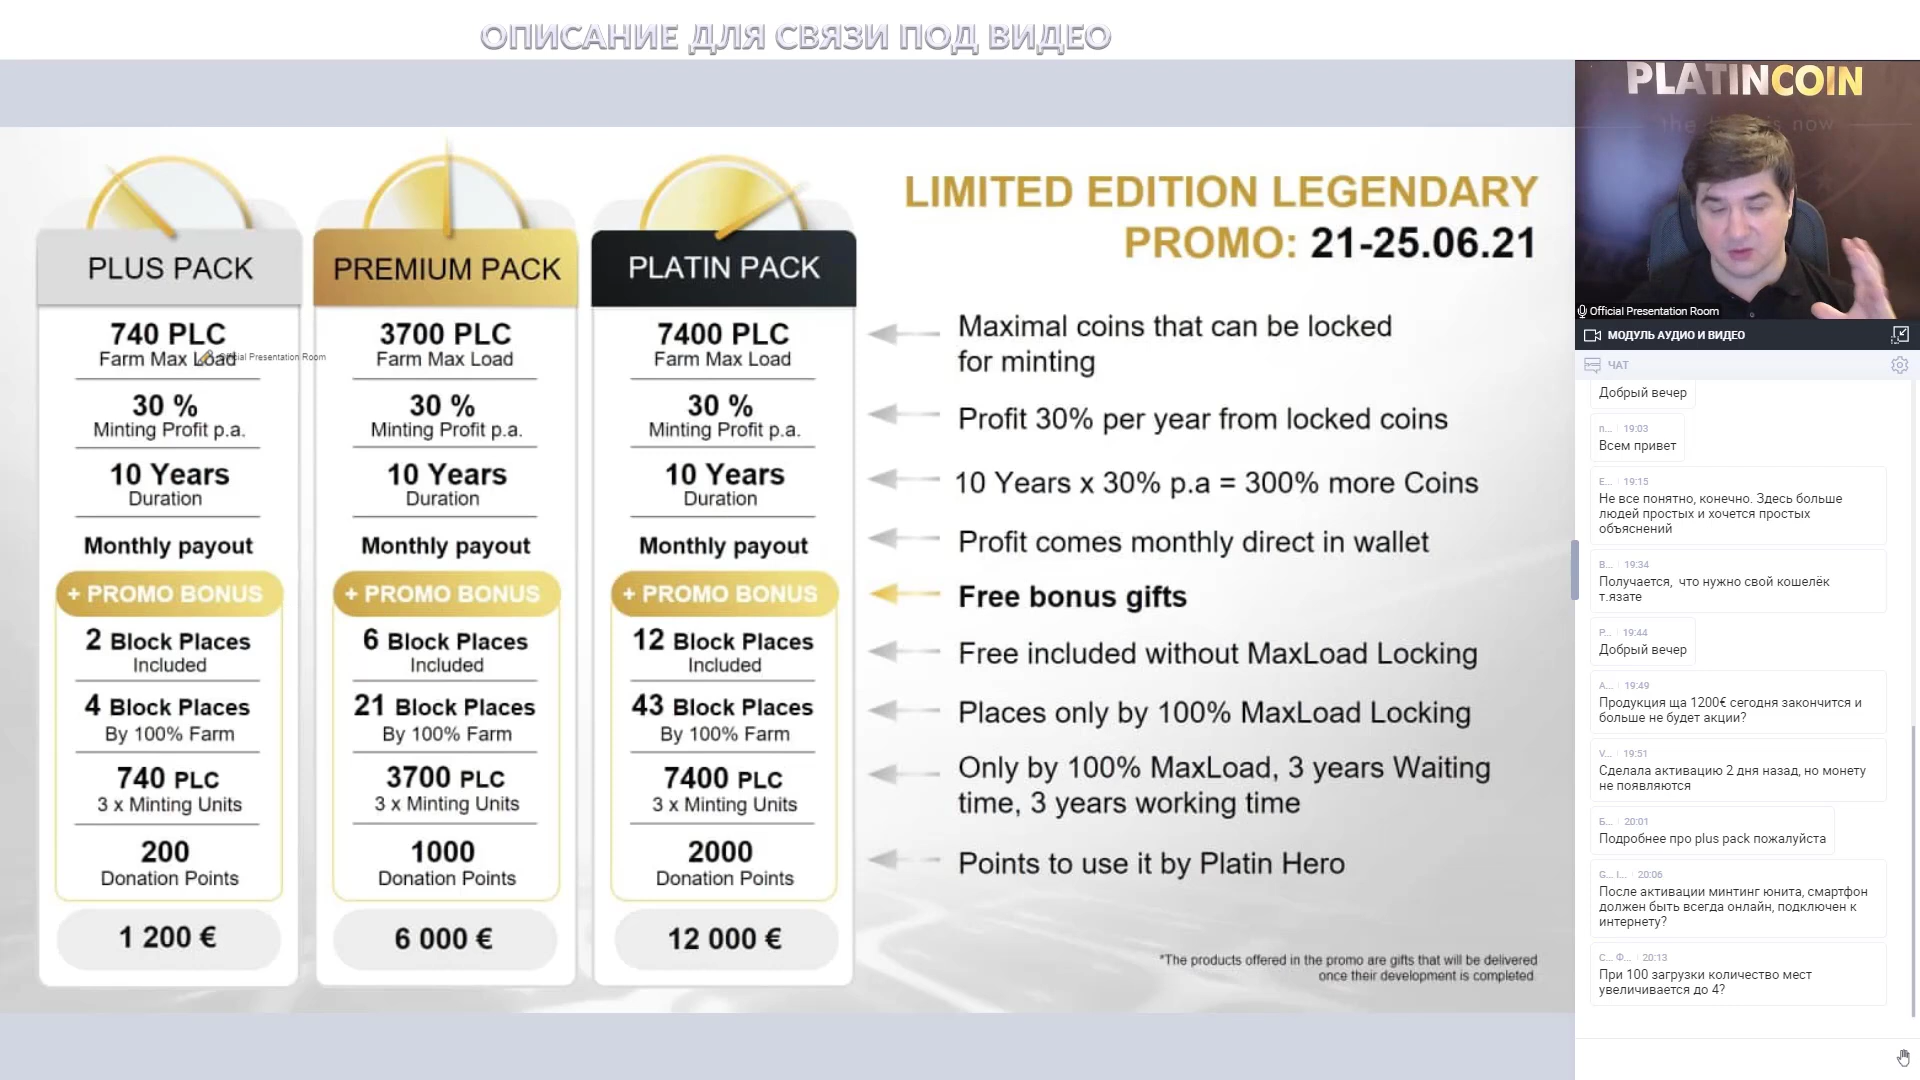 ОПИСАНИЕ ДЛЯ СВЯЗИ ПОД ВИДЕО
PLUS PACK
740 PLC
Farm Max Load
Official Presentation Room
30 %
Minting Profit p.a.
10 Years
Duration
Monthly payout
+ PROMO BONUS
2 Block Places
Included
4 Block Places
By 100% Farm
740 PLC
3 x Minting Units
200
Donation Points
1 200 €
PREMIUM PACK
3700 PLC
Farm Max Load
30 %
Minting Profit p.a.
10 Years
Duration
Monthly payout
+ PROMO BONUS
6 Block Places
Included
21 Block Places
By 100% Farm
3700 PLC
3 x Minting Units
1000
Donation Points
6 000 €
PLATIN PACK
7400 PLC
Farm Max Load
30 %
Minting Profit p.a.
10 Years
Duration
Monthly payout
+ PROMO BONUS
12 Block Places
Included
43 Block Places
By 100% Farm
7400 PLC
3 x Minting Units
2000
Donation Points
12 000 €
LIMITED EDITION LEGENDARY
PROMO: 21-25.06.21
Maximal coins that can be locked
for minting
Profit 30% per year from locked coins
10 Years x 30% p.a = 300% more Coins
Profit comes monthly direct in wallet
Free bonus gifts
Free included without MaxLoad Locking
Places only by 100% MaxLoad Locking
Only by 100% MaxLoad, 3 years Waiting
time, 3 years working time
Points to use it by Platin Hero
*The products offered in the promo are gifts that will be delivered
once their development is completed
PLATINCOIN
the now
Official Presentation Room
МОДУЛЬ АУДИО И ВИДЕО
ЧАТ
Добрый вечер
п... 19:03
Всем привет
Е... 19:15
Не все понятно, конечно. Здесь больше
людей простых и хочется простых
объяснений
В... 19:34
Получается, что нужно свой кошелёк
т.язате
Р... 19:44
Добрый вечер
А... 19:49
Продукция ща 1200€ сегодня закончится и
больше не будет акции?
V... 19:51
Сделала активацию 2 дня назад, но монету
не появляются
Б... 20:01
Подробнее про plus pack пожалуйста
G... I... 20:06
После активации минтинг юнита, смартфон
должен быть всегда онлайн, подключен к
интернету?
С... Ф... 20:13
При 100 загрузки количество мест
увеличивается до 4?